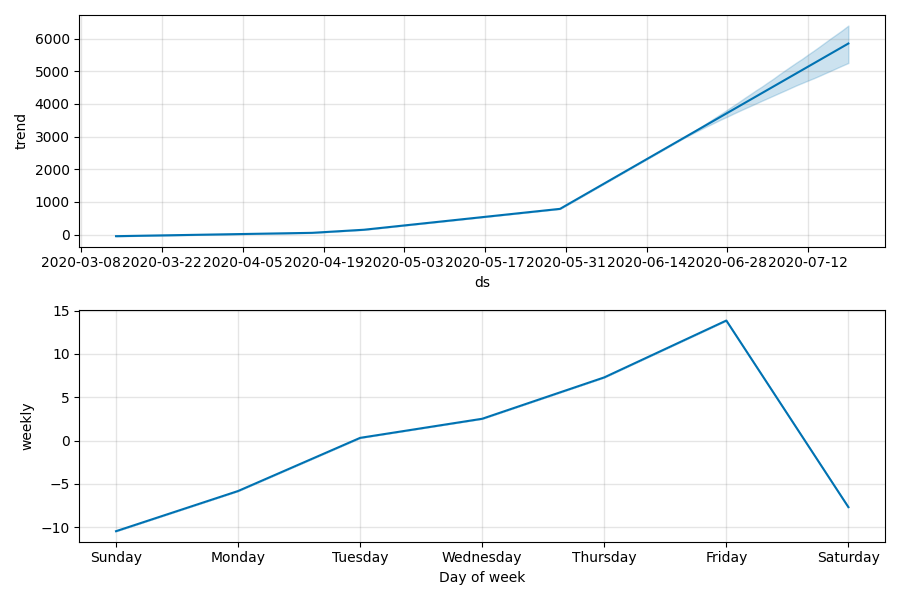 6000
5000
4000
3000
2000
1000
0
trend
2020-03-08 2020-03-22 2020-04-05 2020-04-19 2020-05-03 2020-05-17 2020-05-31 2020-06-14 2020-06-28 2020-07-12
ds
15
10
5
0
−5
−10
weekly
Sunday Monday Tuesday Wednesday Thursday Friday Saturday
Day of week